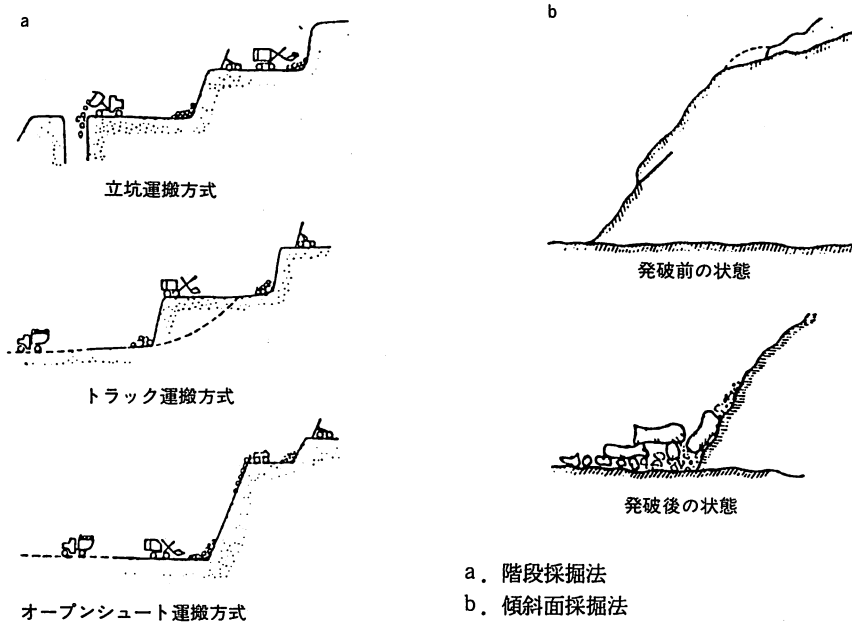 a
立坑運搬方式
トラック運搬方式
オープンシュート運搬方式
b
発破前の状態
発破後の状態
a．階段採掘法
b．傾斜面採掘法